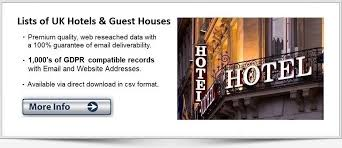 Lists of UK Hotels & Guest Houses
• Premium quality, web reseached data with
a 100% guarantee of email deliverability.
• 1,000's of GDPR compatible records
with Email and Website Addresses.
• Available via direct download in csv format.
More Info >
HOTEL
HOTEL